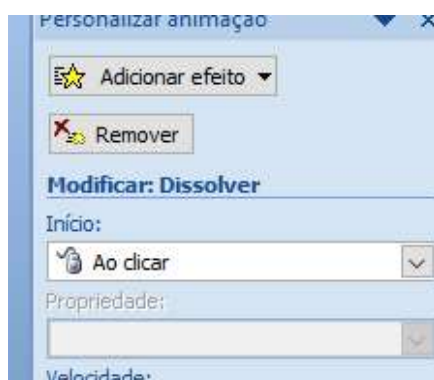 Personalizar animação
Adicionar efeito
Remover
Modificar: Dissolver
Início:
Ao clicar
Propriedade:
Velocidade: